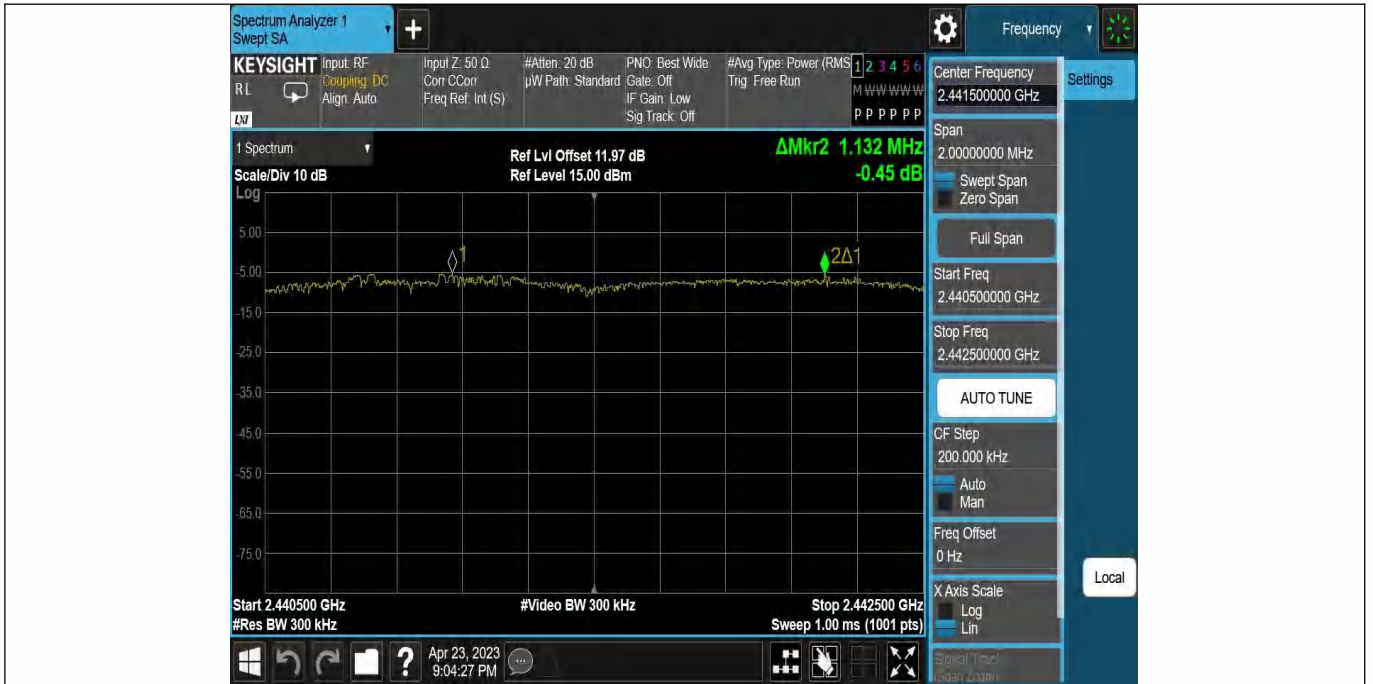 Spectrum Analyzer 1
Swept SA
+
Frequency
KEYSIGHT
RL
LXI
Input: RF
Coupling: DC
Align: Auto
Input Z: 50 Ω
Corr CCorr
Freq Ref: Int (S)
#Atten: 20 dB
µW Path: Standard
PNO: Best Wide
Gate: Off
IF Gain: Low
Sig Track: Off
#Avg Type: Power (RMS
Trig: Free Run
1 2 3 4 5 6
M W W W W W
P P P P P P
Center Frequency
2.441500000 GHz
Settings
1 Spectrum
Scale/Div 10 dB
Ref Lvl Offset 11.97 dB
Ref Level 15.00 dBm
ΔMkr2 1.132 MHz
-0.45 dB
Span
2.00000000 MHz
Swept Span
Zero Span
Full Span
Start Freq
2.440500000 GHz
Stop Freq
2.442500000 GHz
AUTO TUNE
CF Step
200.000 kHz
Auto
Man
Freq Offset
0 Hz
X Axis Scale
Log
Lin
Signal Track
(Span Zoom)
Local
Log
5.00
-5.00
-15.0
-25.0
-35.0
-45.0
-55.0
-65.0
-75.0
1
2Δ1
Start 2.440500 GHz
#Res BW 300 kHz
#Video BW 300 kHz
Stop 2.442500 GHz
Sweep 1.00 ms (1001 pts)
?
Apr 23, 2023
9:04:27 PM